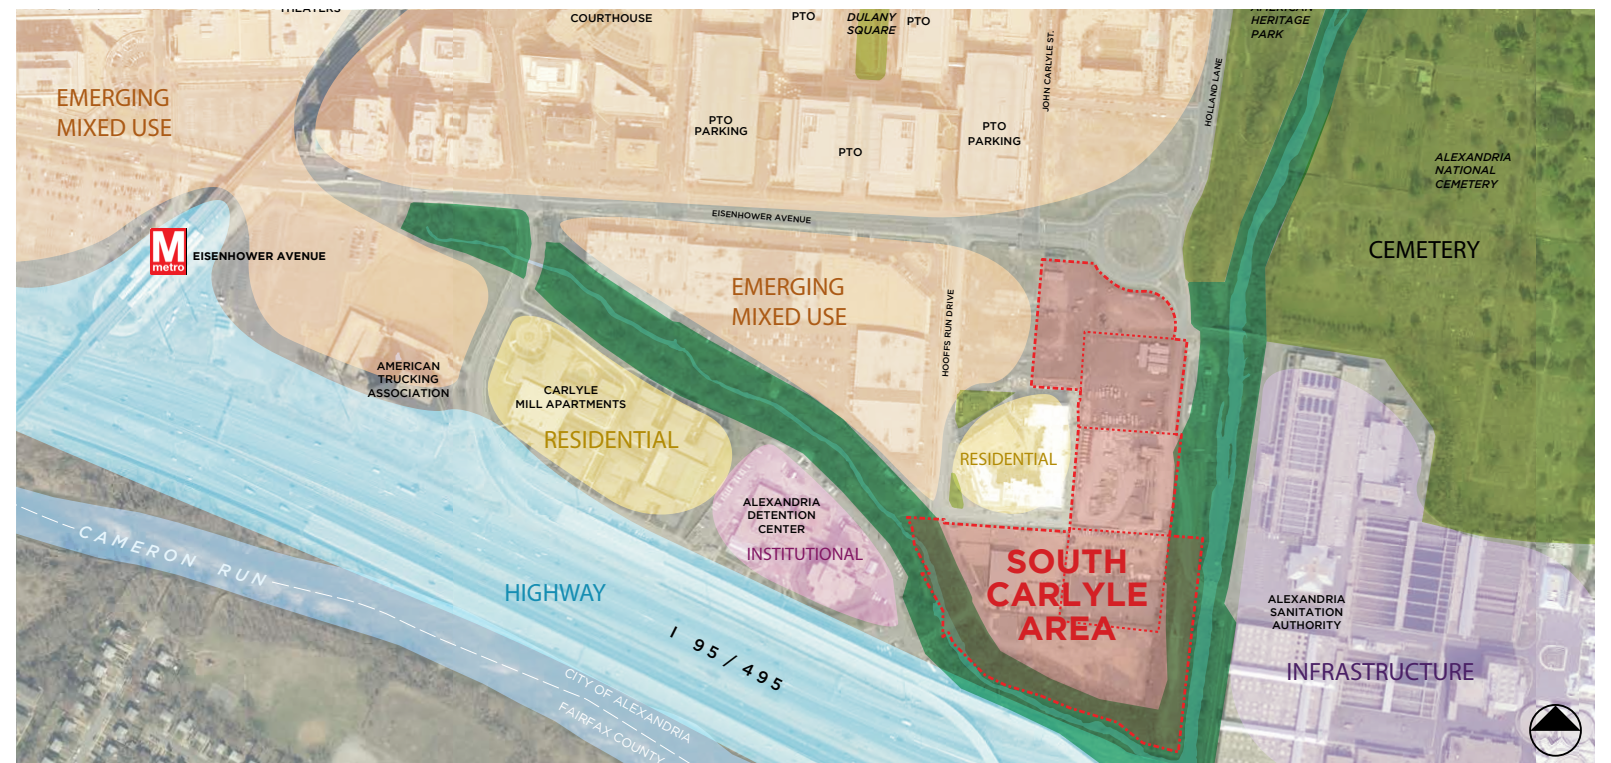 THEATERS
COURTHOUSE
PTO
DULANY
SQUARE
PTO
AMERICAN
HERITAGE
PARK
JOHN CARLYLE ST.
HOLLAND LANE
EMERGING
MIXED USE
PTO
PARKING
PTO
PTO
PARKING
ALEXANDRIA
NATIONAL
CEMETERY
EISENHOWER AVENUE
CEMETERY
M
metro
EISENHOWER AVENUE
EMERGING
MIXED USE
HOOFFS RUN DRIVE
AMERICAN
TRUCKING
ASSOCIATION
CARLYLE
MILL APARTMENTS
RESIDENTIAL
RESIDENTIAL
ALEXANDRIA
DETENTION
CENTER
INSTITUTIONAL
SOUTH
CARLYLE
AREA
CAMERON RUN
HIGHWAY
I 95/495
ALEXANDRIA
SANITATION
AUTHORITY
INFRASTRUCTURE
CITY OF ALEXANDRIA
FAIRFAX COUNTY